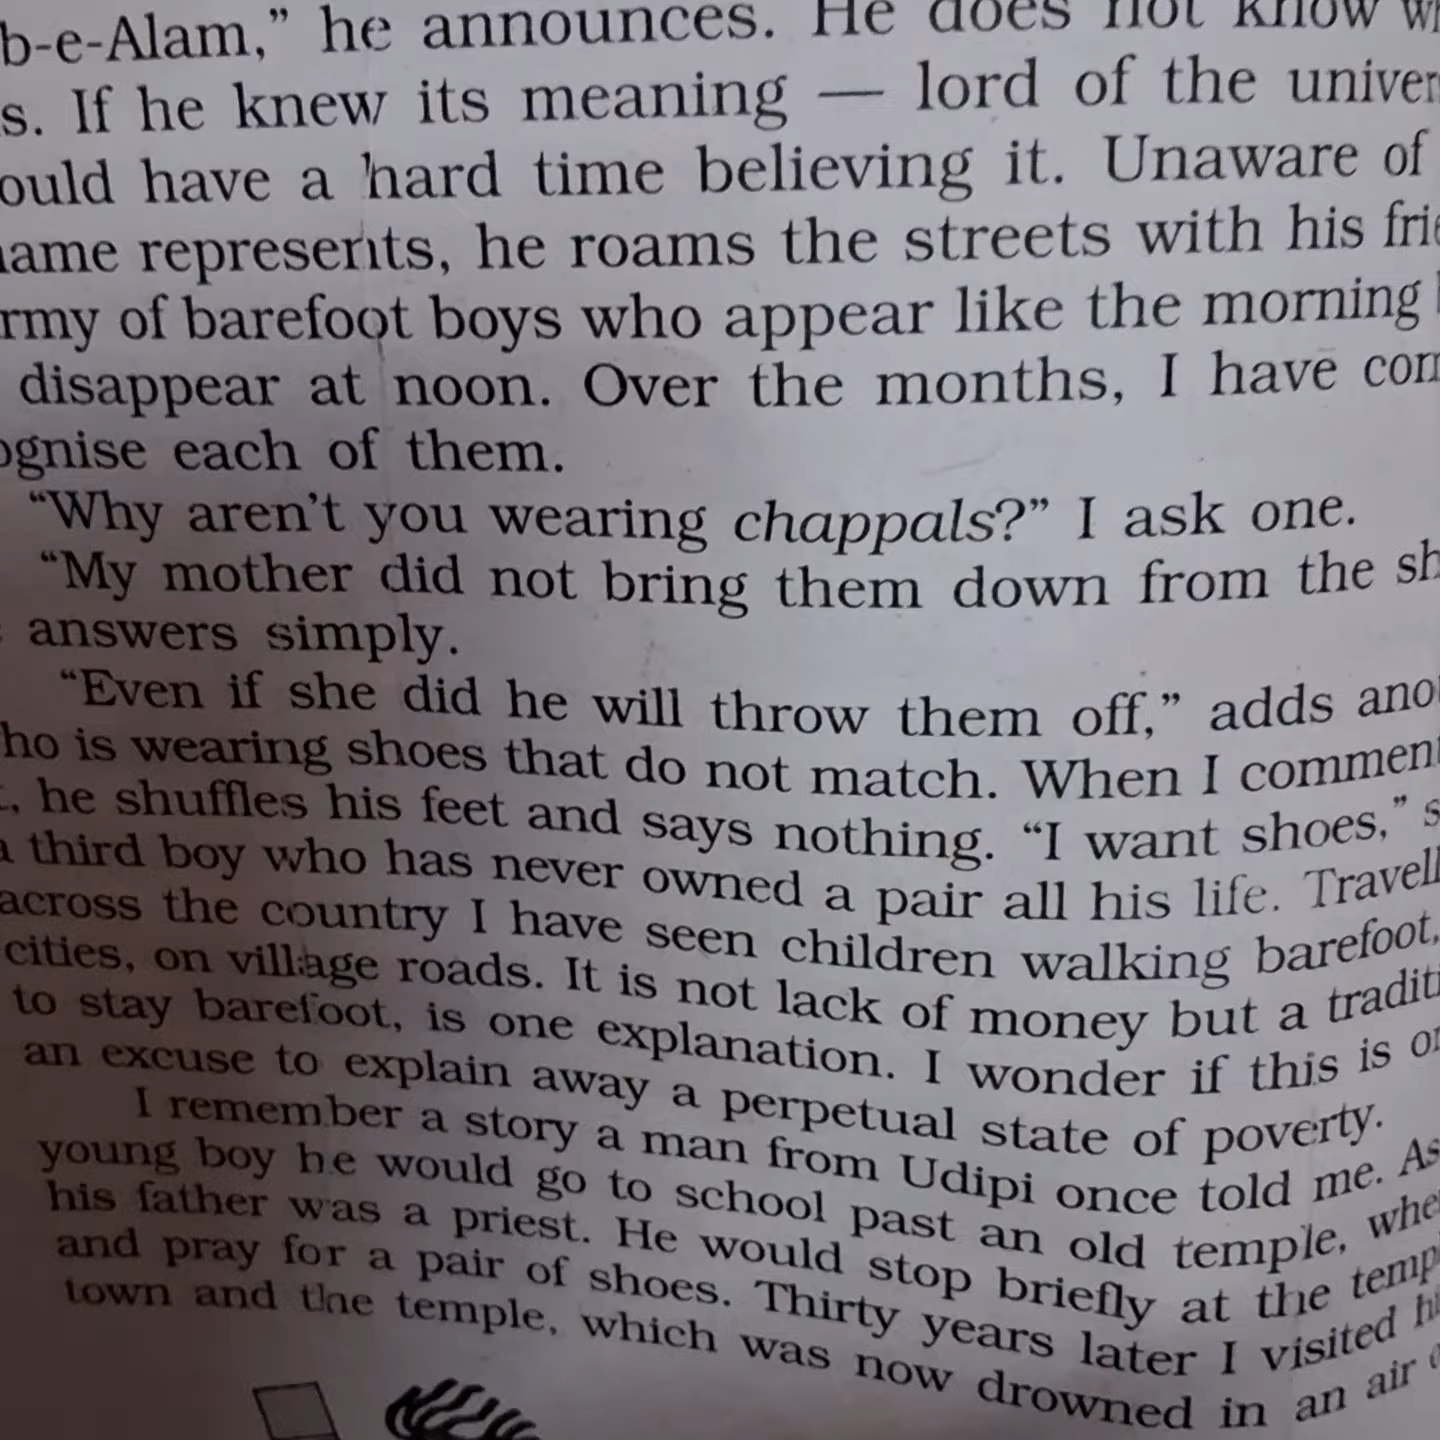 b-e-Alam,” he announces. He does not know
s. If he knew its meaning — lord of the univer
ould have a hard time believing it. Unaware of
ame represents, he roams the streets with his frie
rmy of barefoot boys who appear like the morning
disappear at noon. Over the months, I have com
ognise each of them.
“Why aren’t you wearing chappals?” I ask one.
“My mother did not bring them down from the sh
answers simply.
“Even if she did he will throw them off,” adds ano
ho is wearing shoes that do not match. When I comment
, he shuffles his feet and says nothing. “I want shoes,” s
a third boy who has never owned a pair all his life. Travell
across the country I have seen children walking barefoot,
cities, on village roads. It is not lack of money but a traditi
to stay barefoot, is one explanation. I wonder if this is on
an excuse to explain away a perpetual state of poverty.
I remember a story a man from Udipi once told me. As
young boy he would go to school past an old temple, whe
his father was a priest. He would stop briefly at the temp
and pray for a pair of shoes. Thirty years later I visited hi
town and the temple, which was now drowned in an air